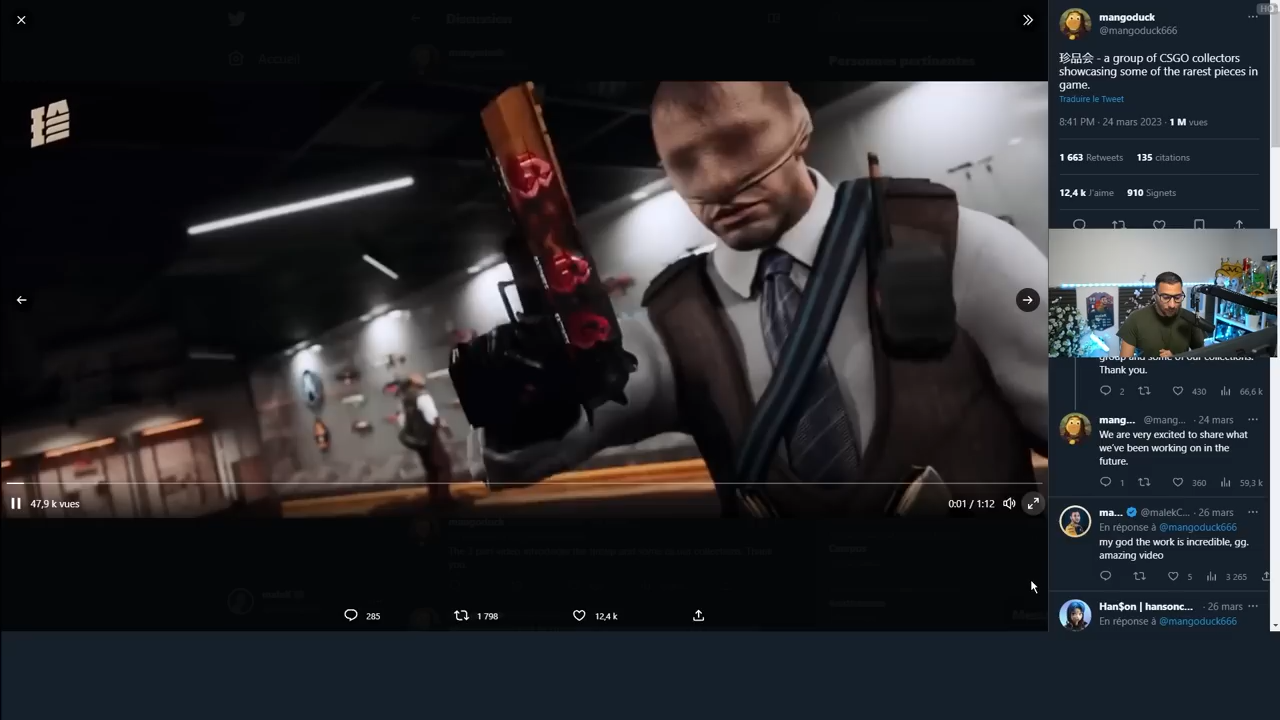 Discussion
Accueil
Personnes pertinentes
47,9 k vues
0:01 / 1:12
285
1 798
12,4 k
HQ
mangoduck
@mangoduck666
珍品会 - a group of CSGO collectors
showcasing some of the rarest pieces in
game.
Traduire le Tweet
8:41 PM · 24 mars 2023 · 1 M vues
1 663 Retweets 135 citations
12,4 k J'aime 910 Signets
group and some of our collections.
Thank you.
2 430 66,6 k
mang... @mang... · 24 mars
We are very excited to share what
we've been working on in the
future.
1 360 59,3 k
ma... @malekC... · 26 mars
En réponse à @mangoduck666
my god the work is incredible, gg.
amazing video
5 3 265
Han$on | hansonc... · 26 mars
En réponse à @mangoduck666